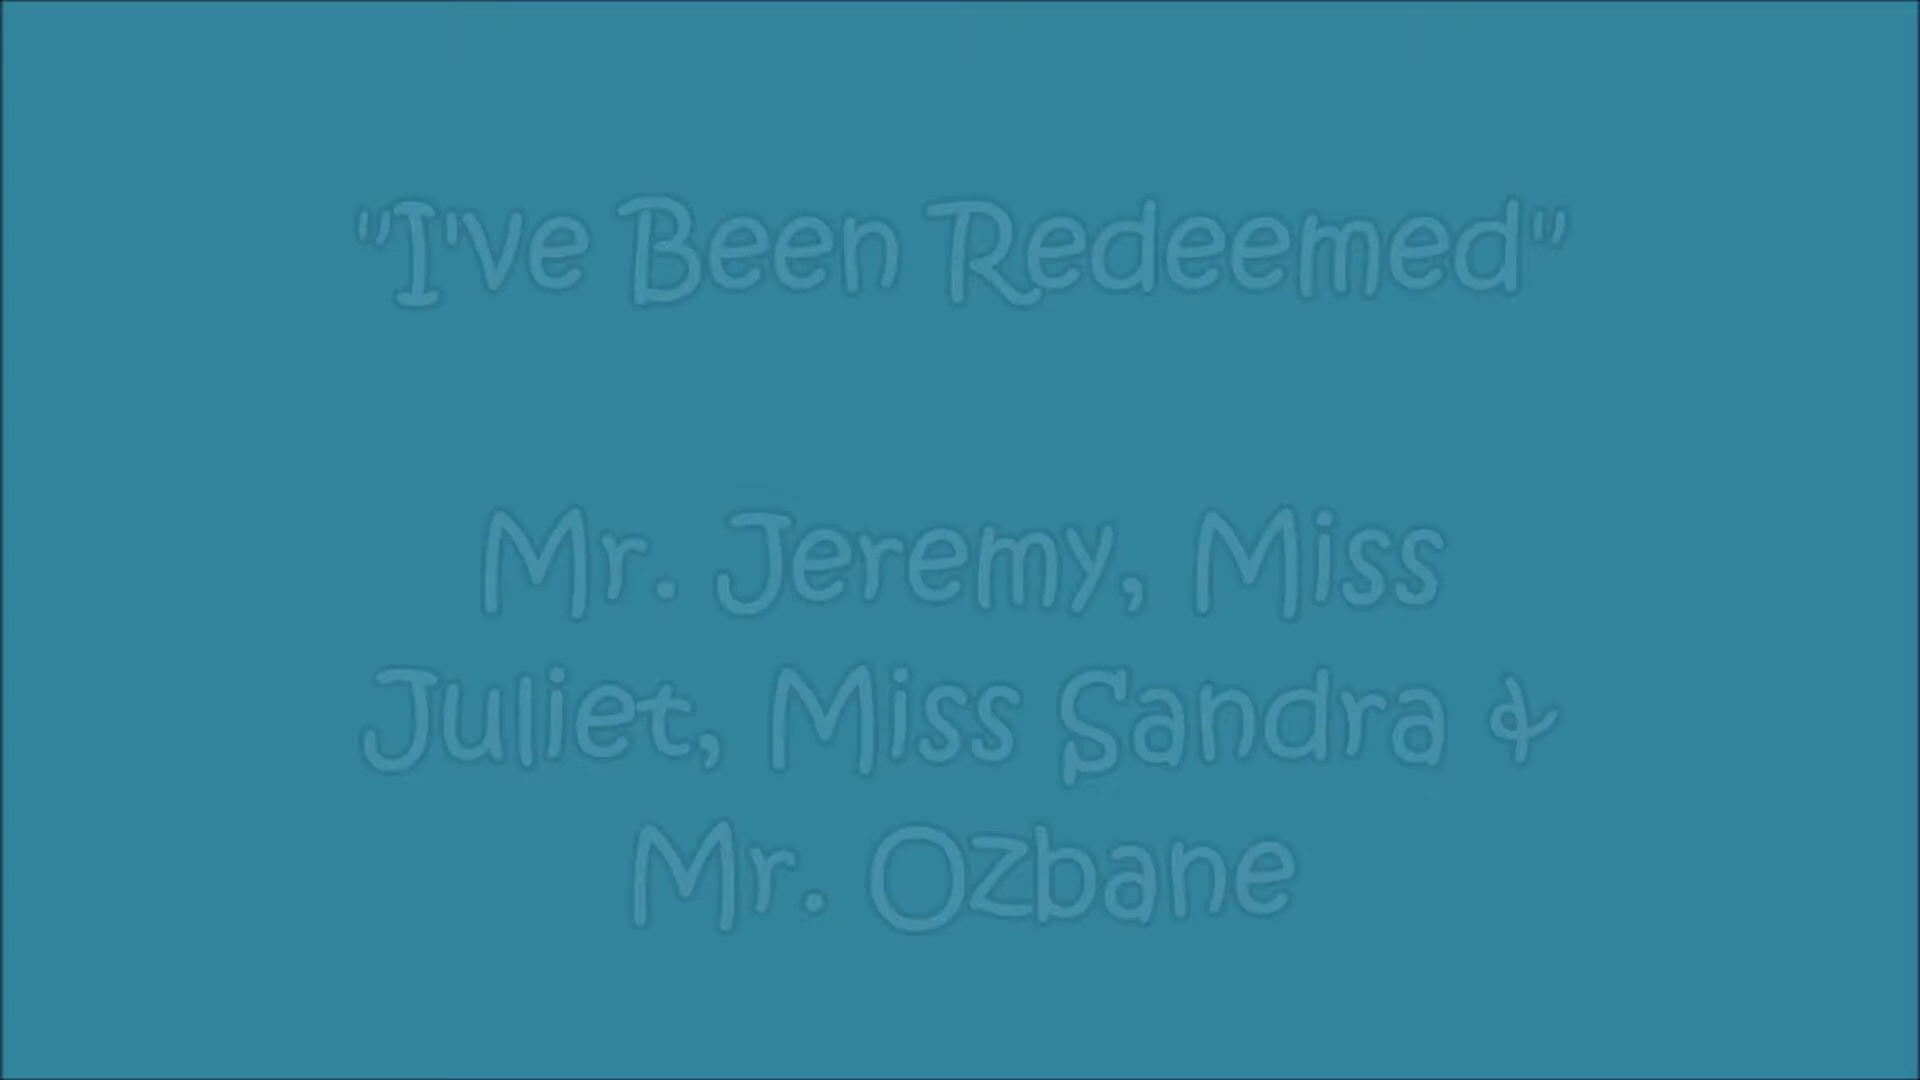 "I've Been Redeemed"
Mr. Jeremy, Miss
Juliet, Miss Sandra &
Mr. Ozbane